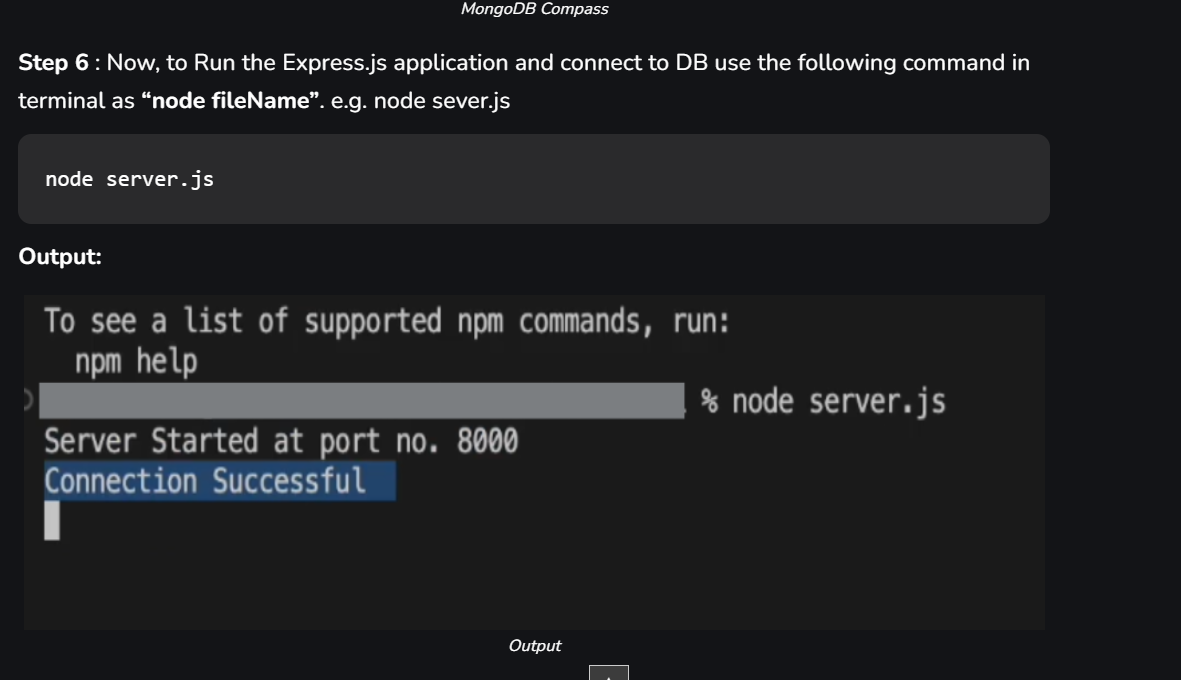 MongoDB Compass
Step 6 : Now, to Run the Express.js application and connect to DB use the following command in
terminal as “node fileName”. e.g. node sever.js
node server.js
Output:
To see a list of supported npm commands, run:
npm help
% node server.js
Server Started at port no. 8000
Connection Successful
Output